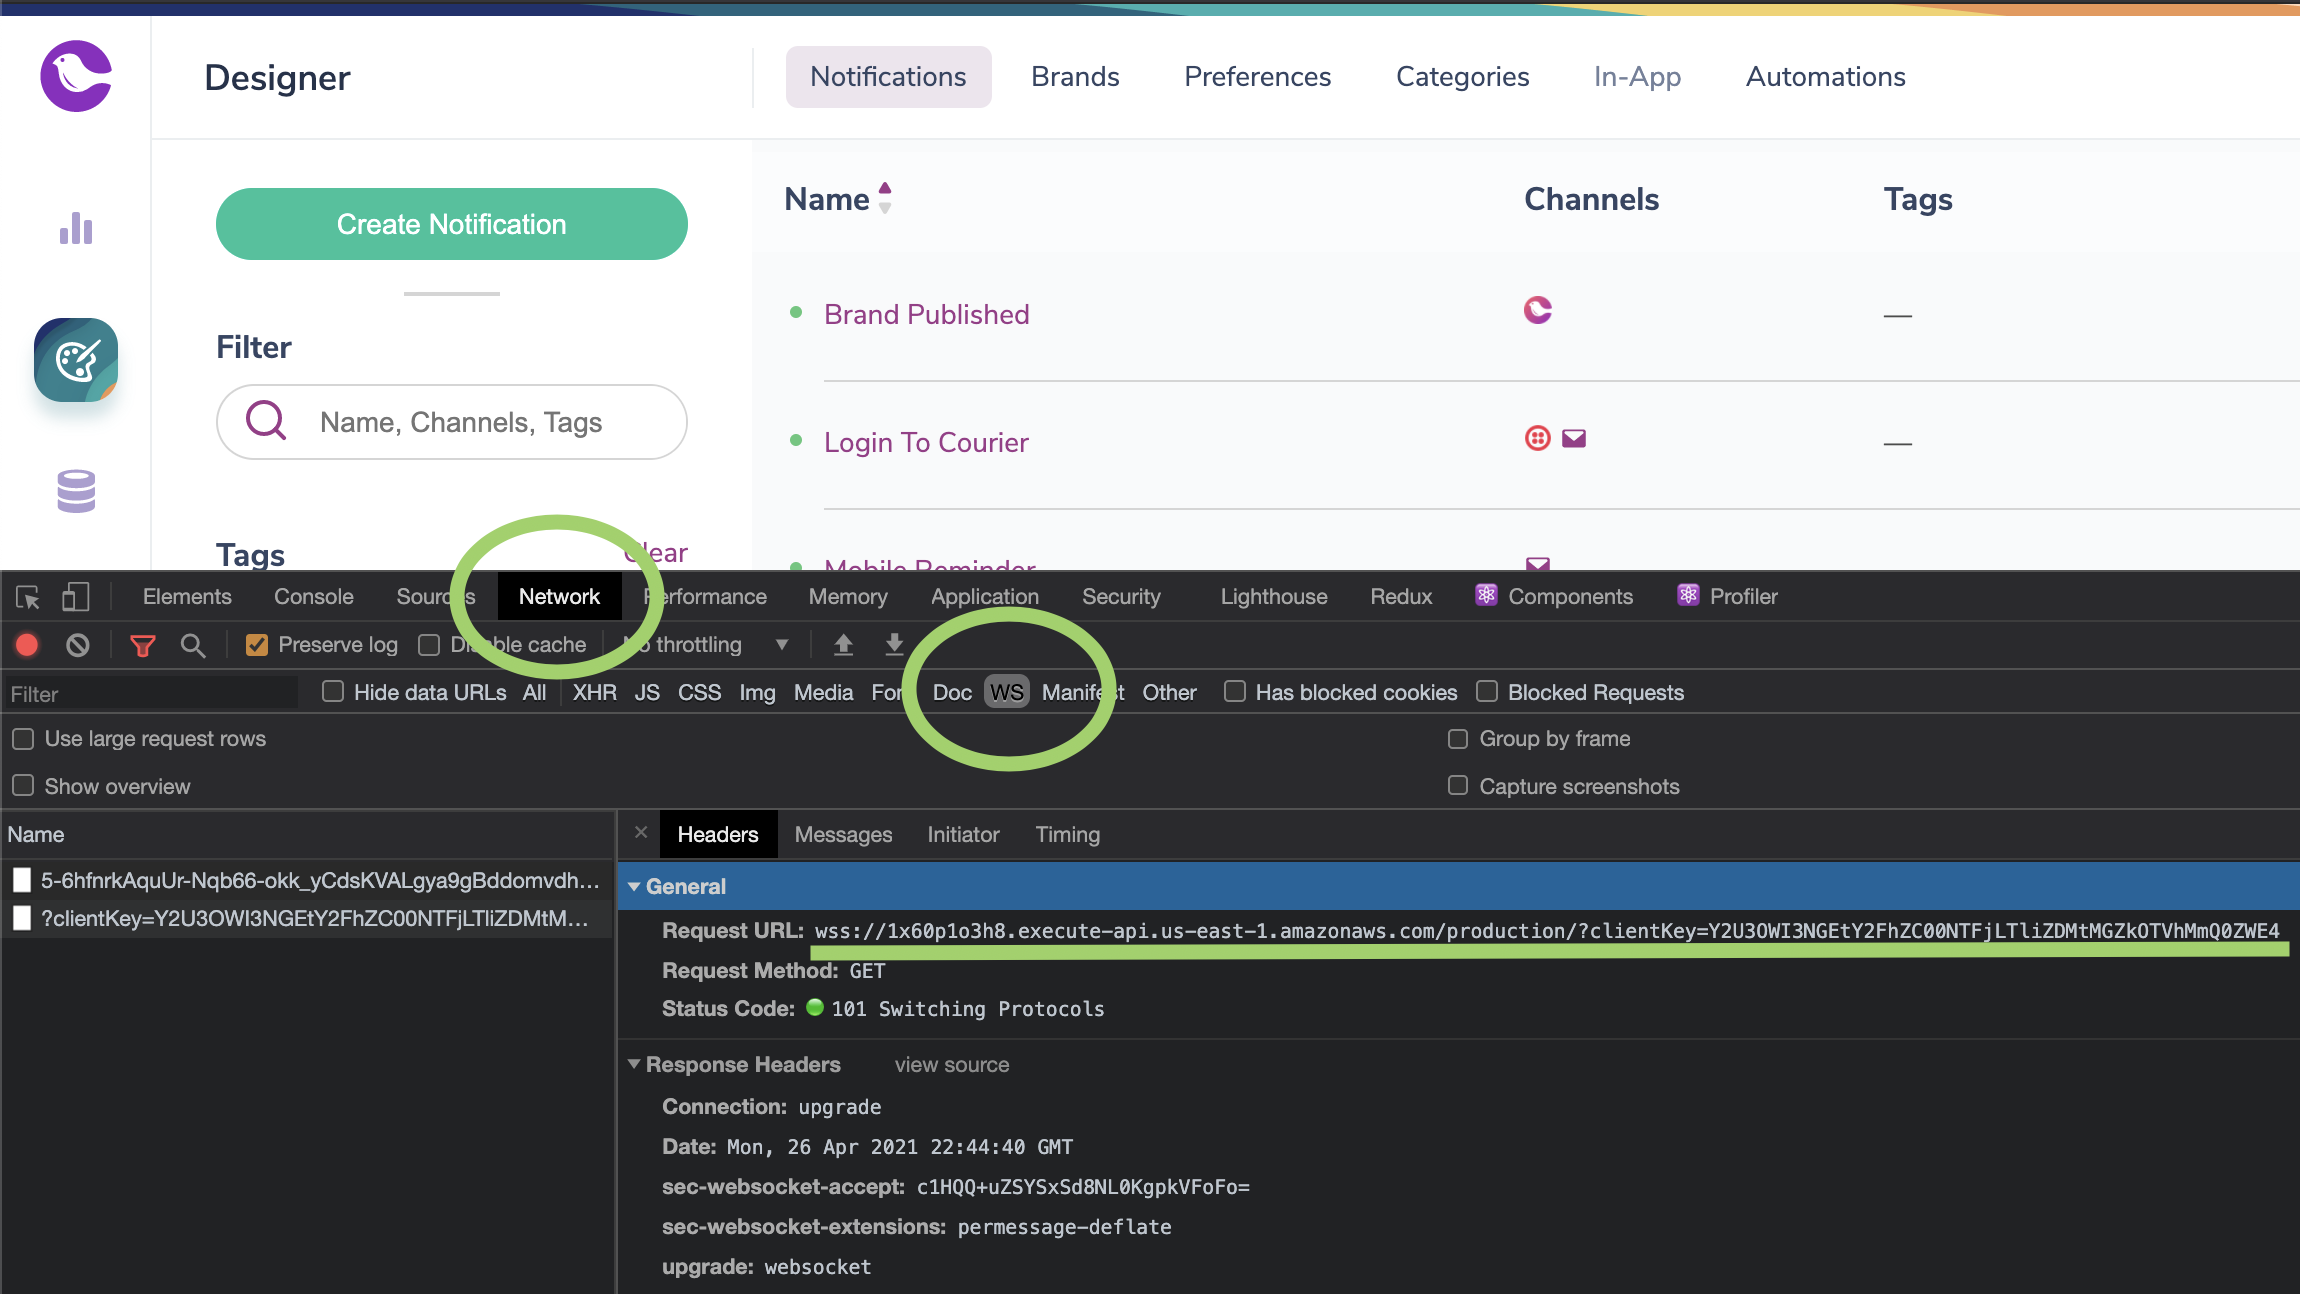 Designer
Notifications Brands Preferences Categories In-App Automations
Create Notification
Name Channels Tags
Filter
Brand Published —
Name, Channels, Tags
Login To Courier —
Tags Clear
Mobile Reminder
Elements Console Sources Network Performance Memory Application Security Lighthouse Redux Components Profiler
Preserve log Disable cache No throttling
Filter Hide data URLs All XHR JS CSS Img Media Font Doc WS Manifest Other Has blocked cookies Blocked Requests
Use large request rows Group by frame
Show overview Capture screenshots
Name × Headers Messages Initiator Timing
5-6hfnrkAquUr-Nqb66-okk_yCdsKVALgya9gBddomvdh...
?clientKey=Y2U3OWI3NGEtY2FhZC00NTFjLTliZDMtM...
General
Request URL: wss://1x60p1o3h8.execute-api.us-east-1.amazonaws.com/production/?clientKey=Y2U3OWI3NGEtY2FhZC00NTFjLTliZDMtMGZkOTVhMmQ0ZWE4
Request Method: GET
Status Code: 101 Switching Protocols
Response Headers view source
Connection: upgrade
Date: Mon, 26 Apr 2021 22:44:40 GMT
sec-websocket-accept: c1HQQ+uZSYSxSd8NL0KgpkVFoFo=
sec-websocket-extensions: permessage-deflate
upgrade: websocket